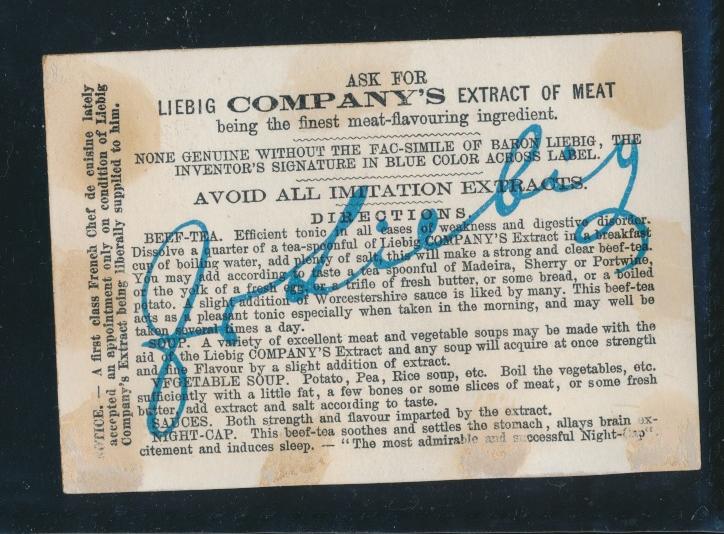 ASK FOR
LIEBIG COMPANY'S EXTRACT OF MEAT
being the finest meat-flavouring ingredient.
NONE GENUINE WITHOUT THE FAC-SIMILE OF BARON LIEBIG, THE
INVENTOR'S SIGNATURE IN BLUE COLOR ACROSS LABEL.
AVOID ALL IMITATION EXTRACTS.
DIRECTIONS.
BEEF-TEA. Efficient tonic in all cases of weakness and digestive disorder.
Dissolve a quarter of a tea-spoonful of Liebig COMPANY'S Extract in a breakfast
cup of boiling water, add plenty of salt; this will make a strong and clear beef-tea.
You may add according to taste a tea spoonful of Madeira, Sherry or Portwine,
or the yolk of a fresh egg, or a trifle of fresh butter, or some bread, or a boiled
potato. A slight addition of Worcestershire sauce is liked by many. This beef-tea
acts as a pleasant tonic especially when taken in the morning, and may well be
taken several times a day.
SOUP. A variety of excellent meat and vegetable soups may be made with the
aid of the Liebig COMPANY'S Extract and any soup will acquire at once strength
and fine Flavour by a slight addition of extract.
VEGETABLE SOUP. Potato, Pea, Rice soup, etc. Boil the vegetables, etc.
sufficiently with a little fat, a few bones or some slices of meat, or some fresh
butter, add extract and salt according to taste.
SAUCES. Both strength and flavour imparted by the extract.
NIGHT-CAP. This beef-tea soothes and settles the stomach, allays brain ex-
citement and induces sleep. — "The most admirable and successful Night-Cap".
NOTICE. — A first class French Chef de cuisine lately
accepted an appointment only on condition of Liebig
Company's Extract being liberally supplied to him.
J v Liebig